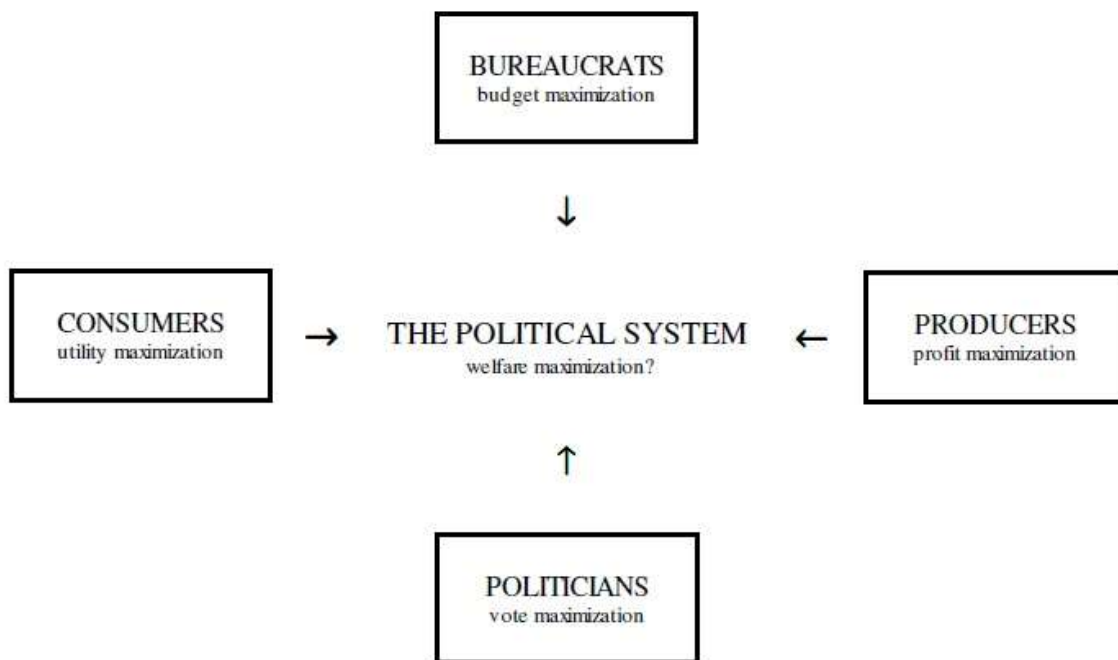 BUREAUCRATS
budget maximization
↓
CONSUMERS
utility maximization
→
THE POLITICAL SYSTEM
welfare maximization?
←
PRODUCERS
profit maximization
↑
POLITICIANS
vote maximization